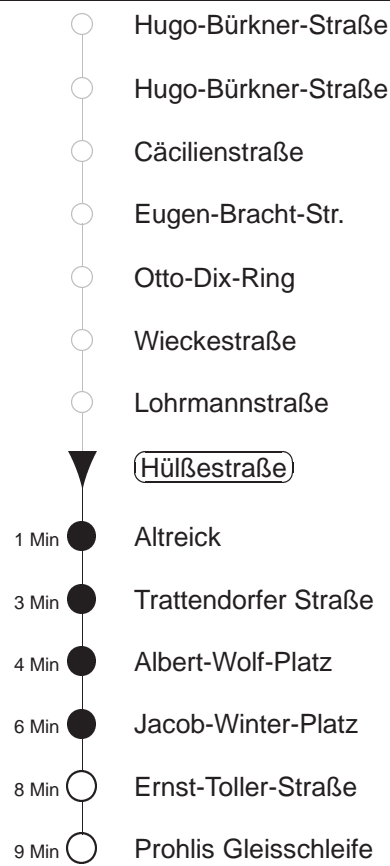 Hugo-Bürkner-Straße
Hugo-Bürkner-Straße
Cäcilienstraße
Eugen-Bracht-Str.
Otto-Dix-Ring
Wieckestraße
Lohrmannstraße
Hülßestraße
1 Min Altreick
3 Min Trattendorfer Straße
4 Min Albert-Wolf-Platz
6 Min Jacob-Winter-Platz
8 Min Ernst-Toller-Straße
9 Min Prohlis Gleisschleife